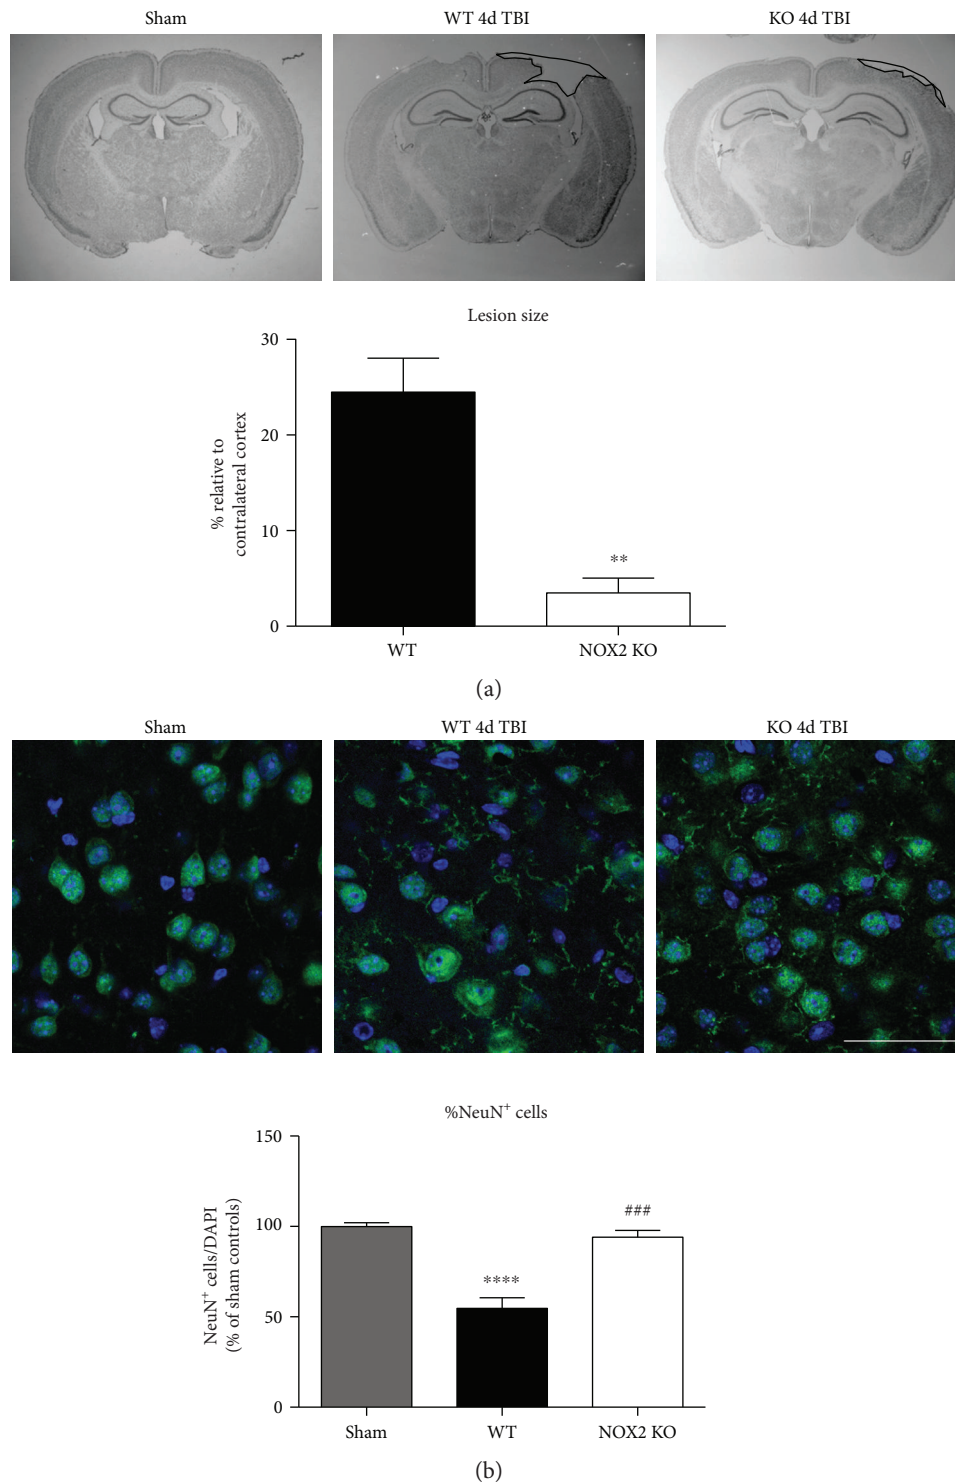 Sham WT 4d TBI KO 4d TBI
Lesion size
30
20
10
0
% relative to
contralateral cortex
**
WT NOX2 KO
(a)
Sham WT 4d TBI KO 4d TBI
%NeuN⁺ cells
150
100
50
0
NeuN⁺ cells/DAPI
(% of sham controls)
###
****
Sham WT NOX2 KO
(b)